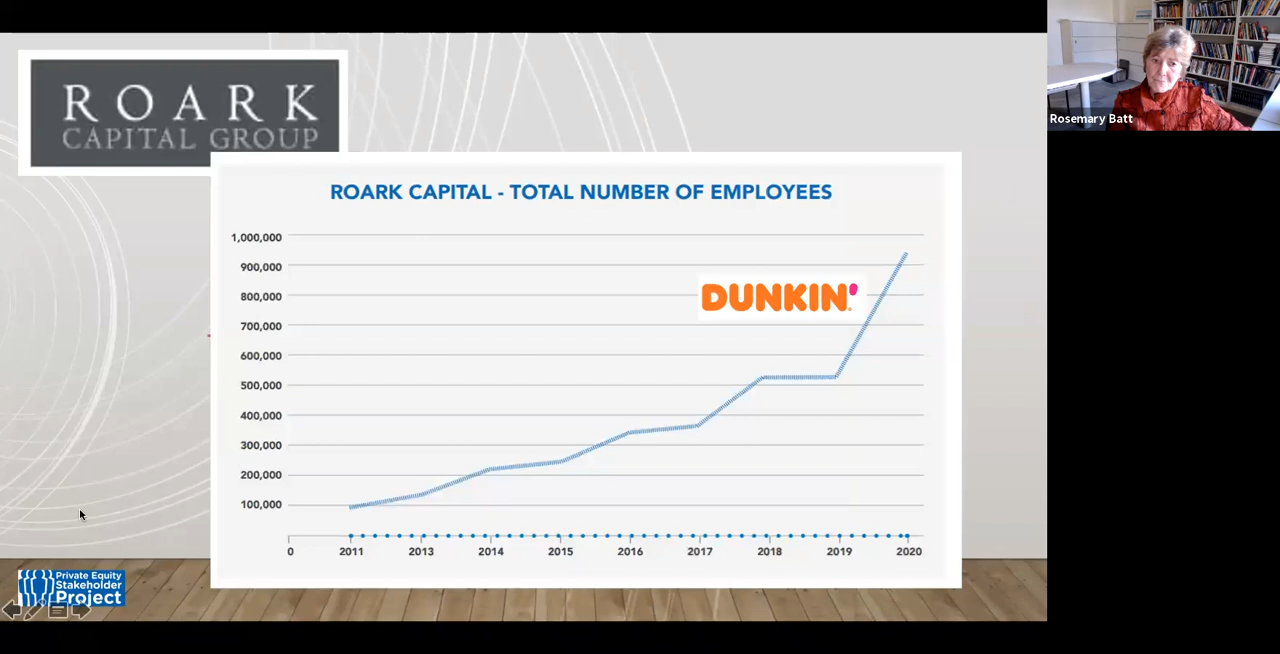 ROARK
CAPITAL GROUP
Rosemary Batt
ROARK CAPITAL - TOTAL NUMBER OF EMPLOYEES
1,000,000
900,000
800,000
700,000
600,000
500,000
400,000
300,000
200,000
100,000
DUNKIN'
0 2011 2013 2014 2015 2016 2017 2018 2019 2020
Private Equity
Stakeholder
Project